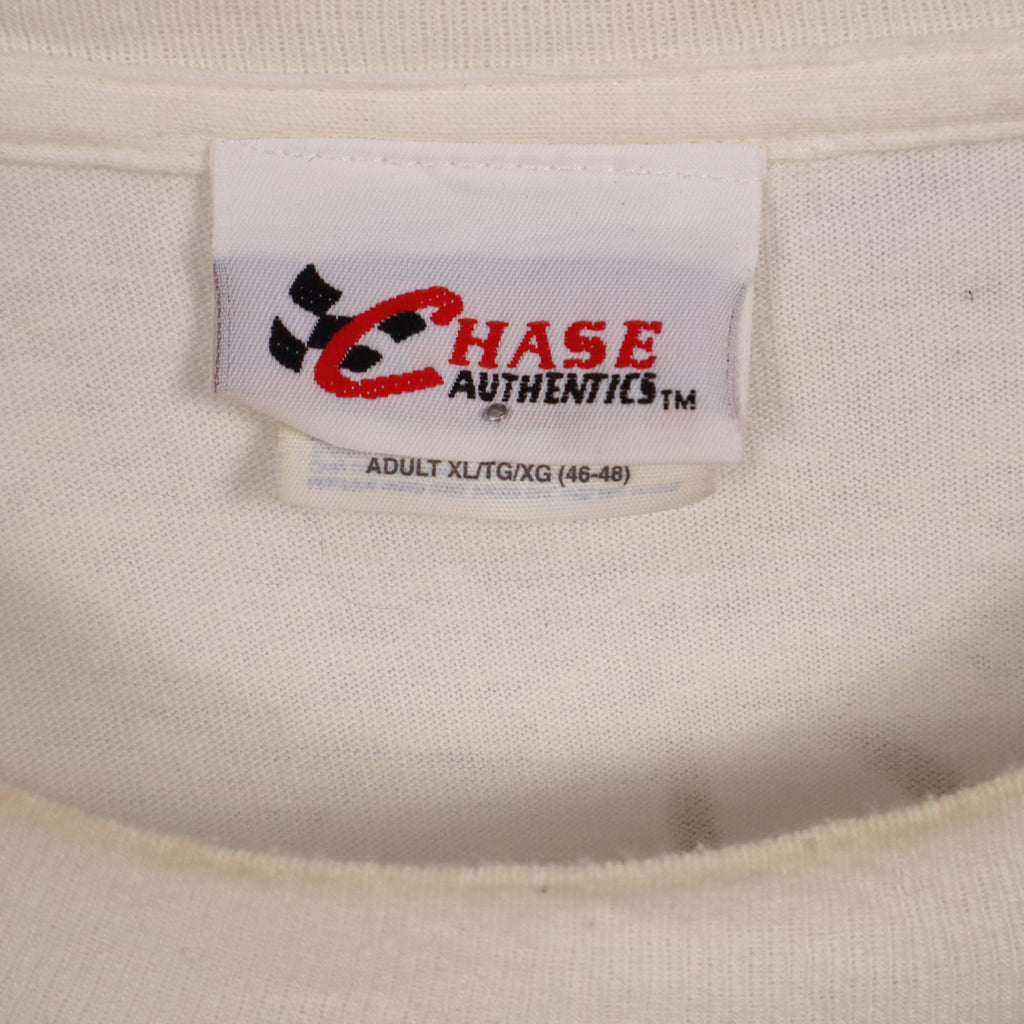 CHASE
AUTHENTICS™
ADULT XL/TG/XG (46-48)